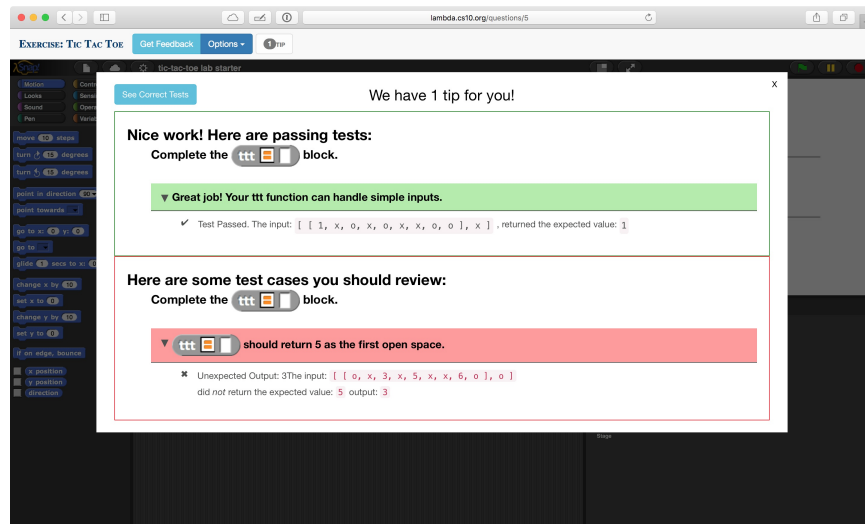 lambda.cs10.org/questions/5
EXERCISE: TIC TAC TOE
Get Feedback
Options
1 TIP
tic-tac-toe lab starter
Motion
Looks
Sound
Pen
move 10 steps
turn 15 degrees
turn 15 degrees
point in direction 90
point towards
go to x: 0 y: 0
go to
glide 1 secs to x: 0
change x by 10
set x to 0
change y by 10
set y to 0
if on edge, bounce
x position
y position
direction
See Correct Tests
We have 1 tip for you!
X
Nice work! Here are passing tests:
Complete the ttt block.
Great job! Your ttt function can handle simple inputs.
Test Passed. The input: [ [ 1, x, o, x, o, x, x, o, o ], x ] , returned the expected value: 1
Here are some test cases you should review:
Complete the ttt block.
ttt should return 5 as the first open space.
Unexpected Output: 3The input: [ [ o, x, 3, x, 5, x, x, 6, o ], o ]
did not return the expected value: 5 output: 3
Stage